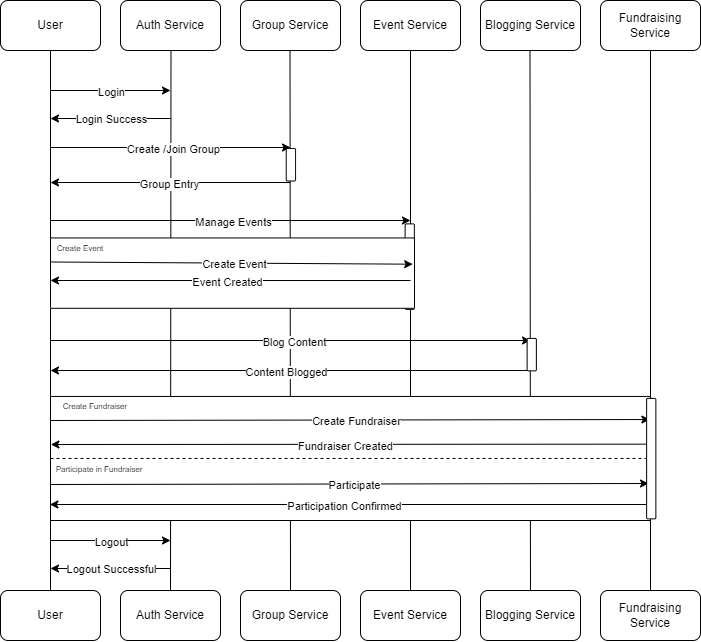 User
Auth Service
Group Service
Event Service
Blogging Service
Fundraising
Service
Login
Login Success
Create /Join Group
Group Entry
Manage Events
Create Event
Create Event
Event Created
Blog Content
Content Blogged
Create Fundraiser
Create Fundraiser
Fundraiser Created
Participate in Fundraiser
Participate
Participation Confirmed
Logout
Logout Successful
User
Auth Service
Group Service
Event Service
Blogging Service
Fundraising
Service